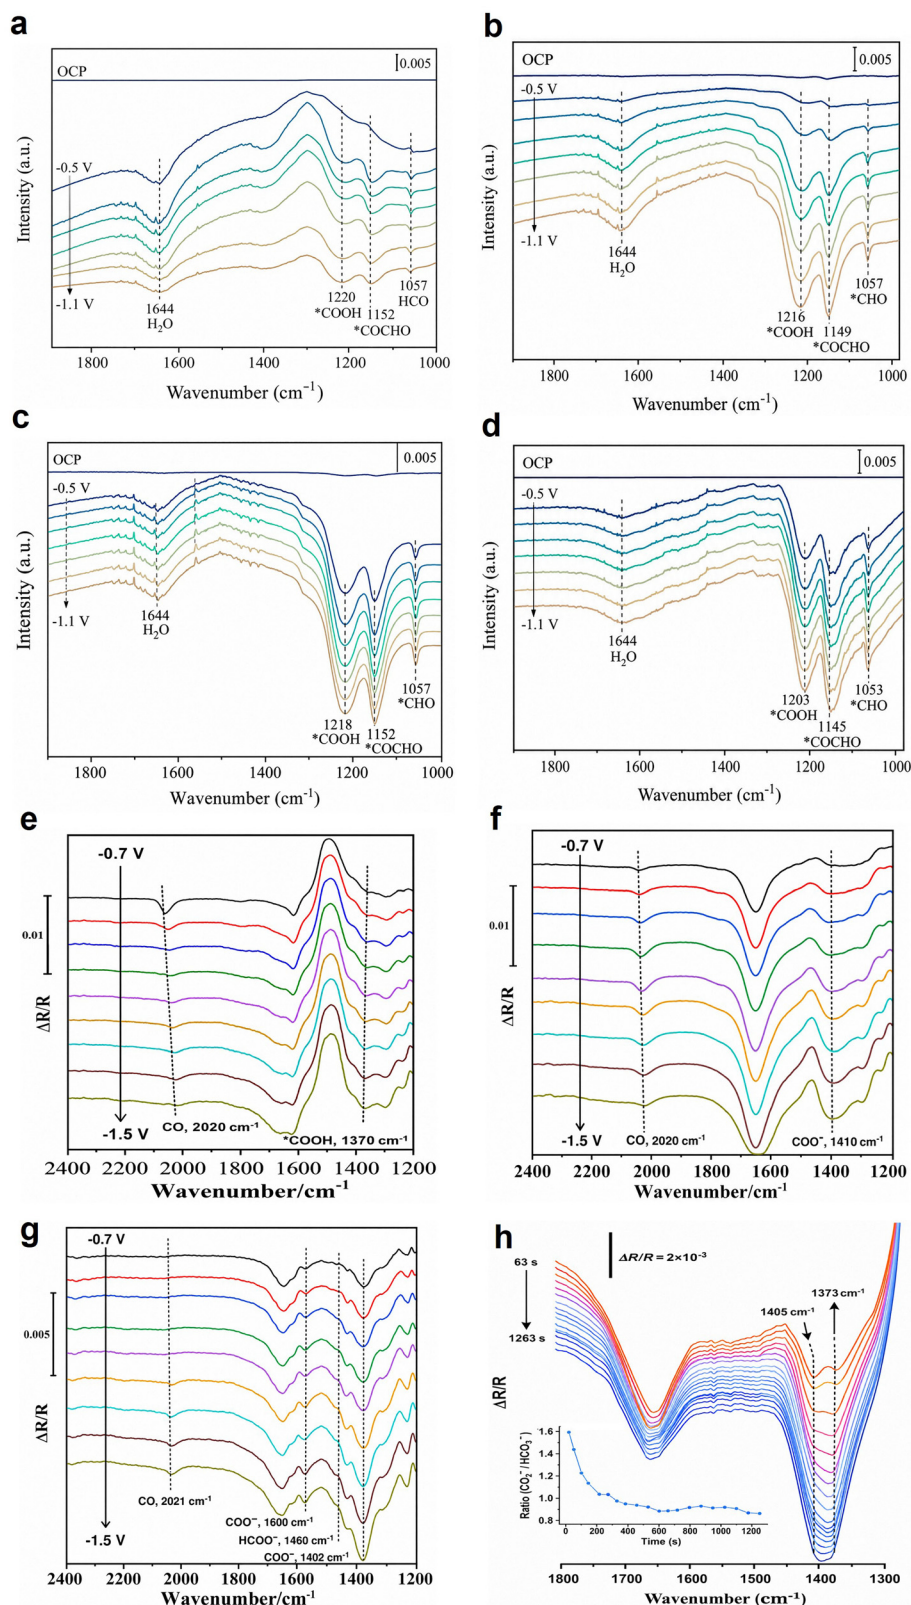 a
OCP
0.005
-0.5 V
-1.1 V
1644
H₂O
1220
*COOH
1152
*COCHO
1057
HCO
Intensity (a.u.)
1800 1600 1400 1200 1000
Wavenumber (cm⁻¹)
b
OCP
0.005
-0.5 V
-1.1 V
1644
H₂O
1216
*COOH
1149
*COCHO
1057
*CHO
Intensity (a.u.)
1800 1600 1400 1200 1000
Wavenumber (cm⁻¹)
c
OCP
0.005
-0.5 V
-1.1 V
1644
H₂O
1218
*COOH
1152
*COCHO
1057
*CHO
Intensity (a.u.)
1800 1600 1400 1200 1000
Wavenumber (cm⁻¹)
d
OCP
0.005
-0.5 V
-1.1 V
1644
H₂O
1203
*COOH
1145
*COCHO
1053
*CHO
Intensity (a.u.)
1800 1600 1400 1200 1000
Wavenumber (cm⁻¹)
e
-0.7 V
0.01
-1.5 V
CO, 2020 cm⁻¹
*COOH, 1370 cm⁻¹
ΔR/R
2400 2200 2000 1800 1600 1400 1200
Wavenumber/cm⁻¹
f
-0.7 V
0.01
-1.5 V
CO, 2020 cm⁻¹
COO⁻, 1410 cm⁻¹
ΔR/R
2400 2200 2000 1800 1600 1400 1200
Wavenumber/cm⁻¹
g
-0.7 V
0.005
-1.5 V
CO, 2021 cm⁻¹
COO⁻, 1600 cm⁻¹
HCOO⁻, 1460 cm⁻¹
COO⁻, 1402 cm⁻¹
ΔR/R
2400 2200 2000 1800 1600 1400 1200
Wavenumber/cm⁻¹
h
ΔR/R = 2×10⁻³
63 s
1263 s
1405 cm⁻¹
1373 cm⁻¹
ΔR/R
Ratio (CO₂⁻/ HCO₃⁻)
1.6
1.4
1.2
1.0
0.8
0 200 400 600 800 1000 1200
Time (s)
1800 1700 1600 1500 1400 1300
Wavenumber (cm⁻¹)